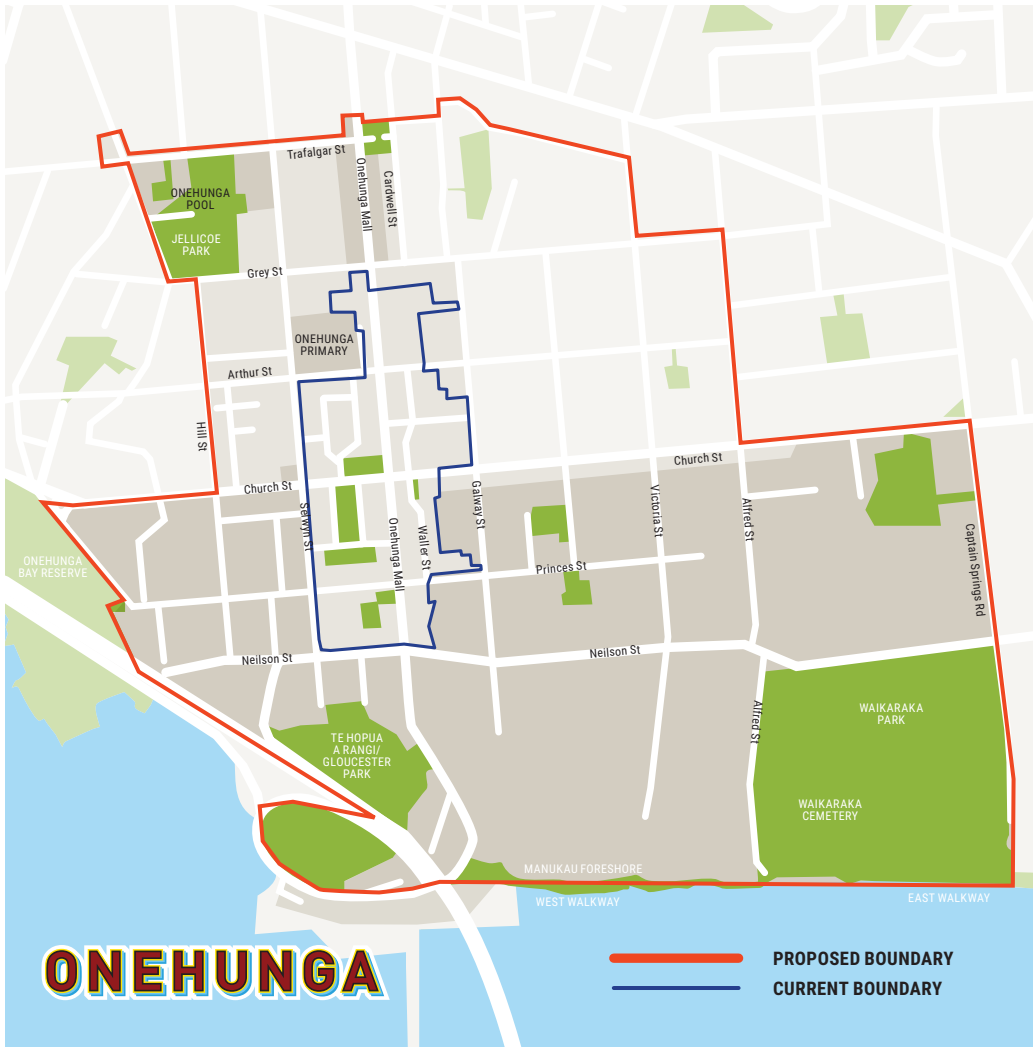 Trafalgar St
Onehunga Mall
Cardwell St
ONEHUNGA
POOL
JELLICOE
PARK
Grey St
ONEHUNGA
PRIMARY
Arthur St
Hill St
Church St
Church St
Selwyn St
Onehunga Mall
Waller St
Galway St
Victoria St
Alfred St
Captain Springs Rd
Princes St
ONEHUNGA
BAY RESERVE
Neilson St
Neilson St
Alfred St
WAIKARAKA
PARK
TE HOPUA
A RANGI/
GLOUCESTER
PARK
WAIKARAKA
CEMETERY
MANUKAU FORESHORE
WEST WALKWAY
EAST WALKWAY
ONEHUNGA
PROPOSED BOUNDARY
CURRENT BOUNDARY